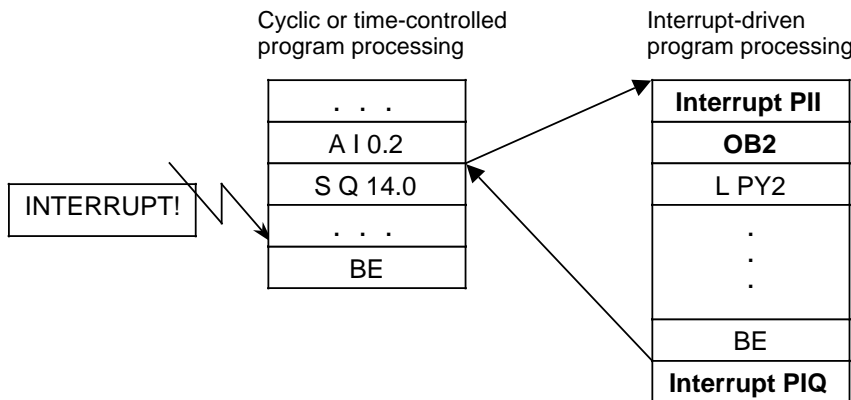 Cyclic or time-controlled
program processing
Interrupt-driven
program processing
INTERRUPT!
. . .
A I 0.2
S Q 14.0
. . .
BE
Interrupt PII
OB2
L PY2
.
.
.
BE
Interrupt PIQ